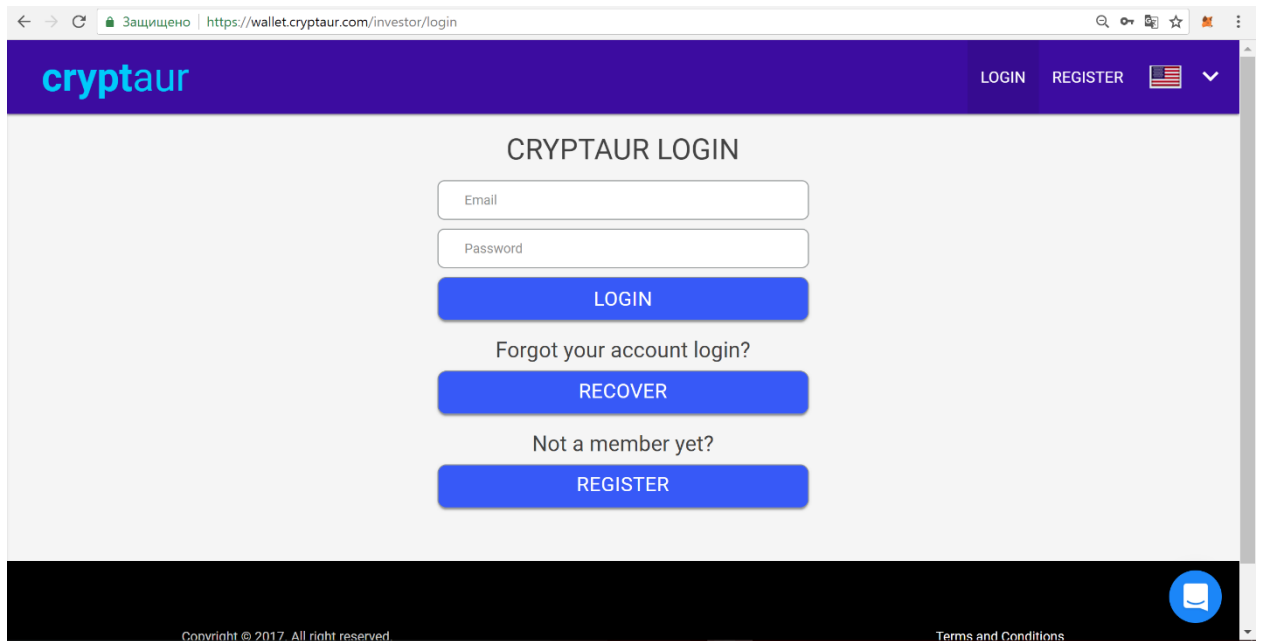 Защищено https://wallet.cryptaur.com/investor/login
cryptaur
LOGIN REGISTER
CRYPTAUR LOGIN
Email
Password
LOGIN
Forgot your account login?
RECOVER
Not a member yet?
REGISTER
Copyright © 2017. All right reserved. Terms and Conditions